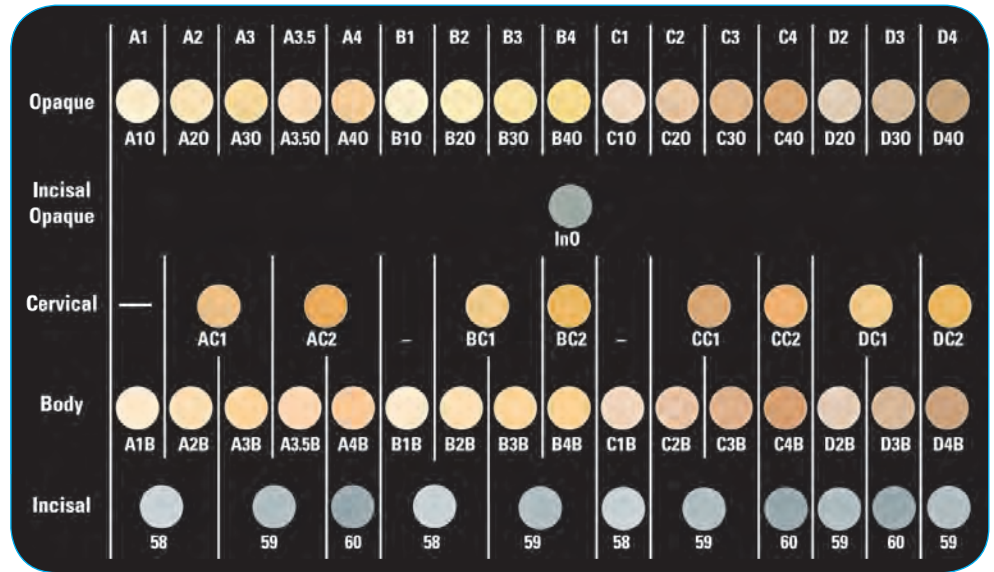 A1 A2 A3 A3.5 A4 B1 B2 B3 B4 C1 C2 C3 C4 D2 D3 D4
Opaque
A10 A20 A30 A3.50 A40 B10 B20 B30 B40 C10 C20 C30 C40 D20 D30 D40
Incisal
Opaque
InO
Cervical — AC1 AC2 – BC1 BC2 – CC1 CC2 DC1 DC2
Body
A1B A2B A3B A3.5B A4B B1B B2B B3B B4B C1B C2B C3B C4B D2B D3B D4B
Incisal
58 59 60 58 59 58 59 60 59 60 59